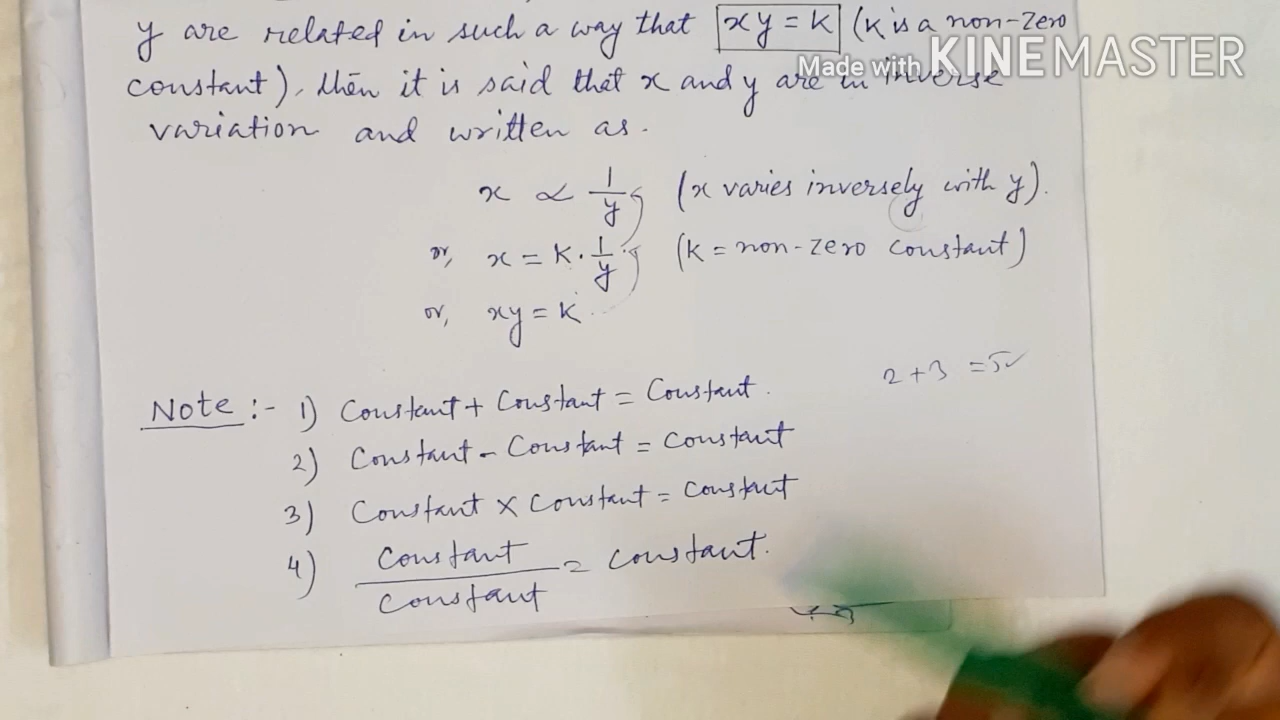 y are related in such a way that xy = k (k is a non-zero
Made with KINEMASTER
constant), then it is said that x and y are in inverse
variation and written as.
x ∝ 1/y (x varies inversely with y).
or, x = k · 1/y (k = non-zero constant)
or, xy = k
2 + 3 = 5 ✓
Note :- 1) Constant + Constant = Constant.
2) Constant - Constant = Constant
3) Constant × Constant = Constant
4) Constant / Constant = Constant.